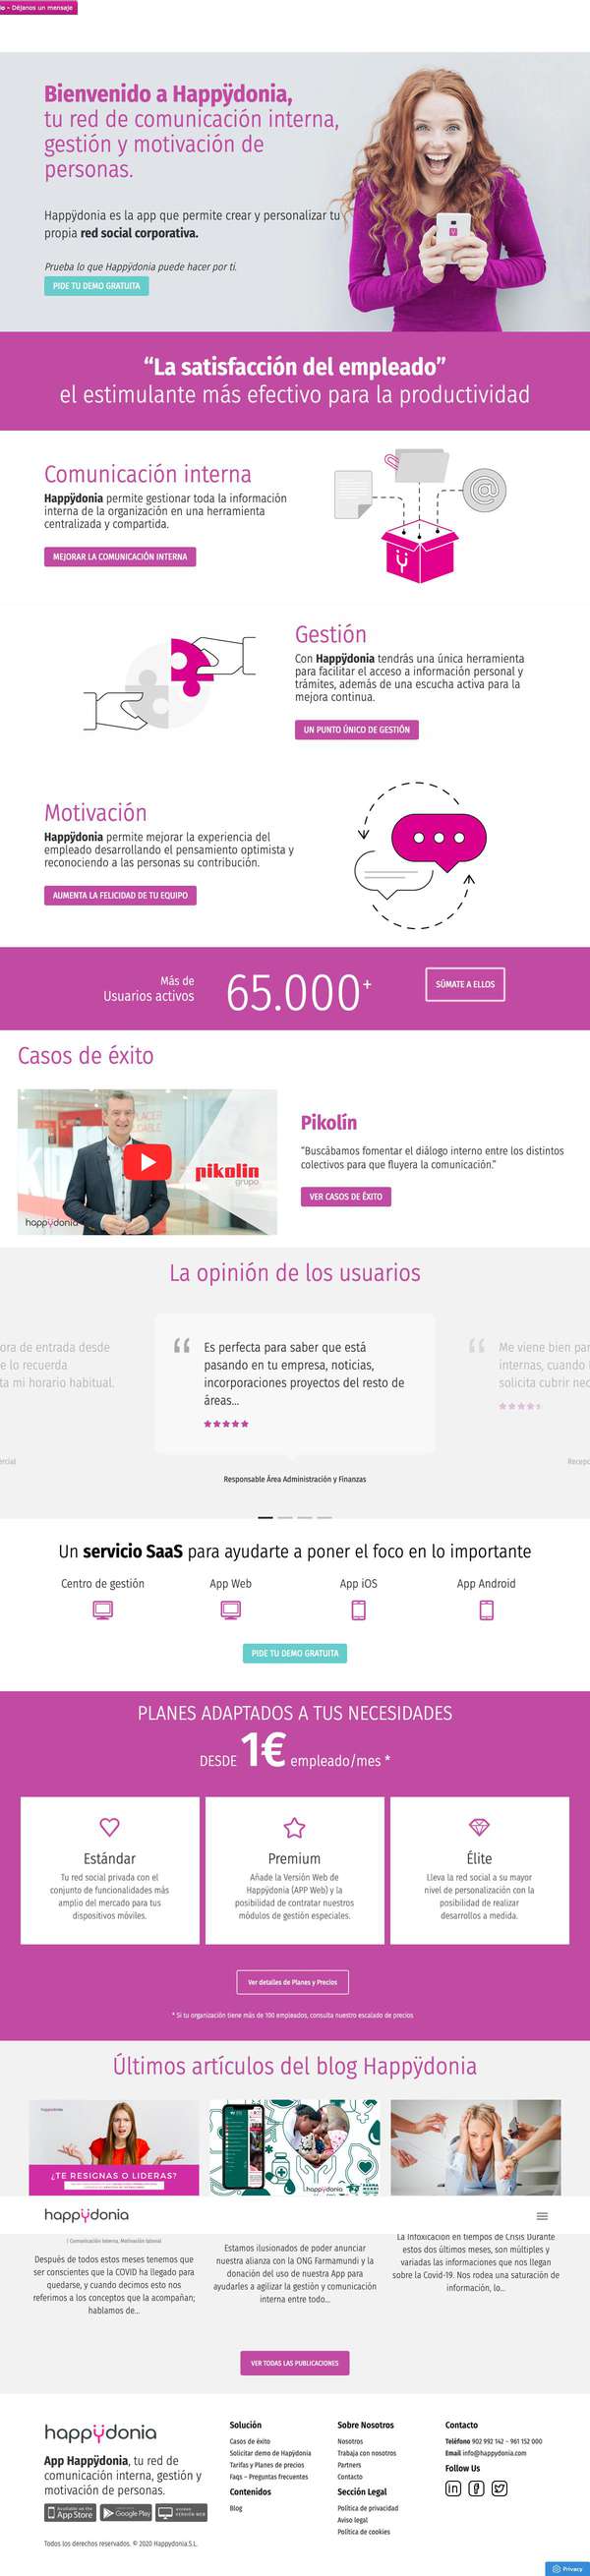 - Déjanos un mensaje
Bienvenido a Happÿdonia,
tu red de comunicación interna,
gestión y motivación de
personas.
Happÿdonia es la app que permite crear y personalizar tu
propia red social corporativa.
Prueba lo que Happÿdonia puede hacer por ti.
PIDE TU DEMO GRATUITA
“La satisfacción del empleado”
el estimulante más efectivo para la productividad
Comunicación interna
Happÿdonia permite gestionar toda la información
interna de la organización en una herramienta
centralizada y compartida.
MEJORAR LA COMUNICACIÓN INTERNA
Gestión
Con Happÿdonia tendrás una única herramienta
para facilitar el acceso a información personal y
trámites, además de una escucha activa para la
mejora continua.
UN PUNTO ÚNICO DE GESTIÓN
Motivación
Happÿdonia permite mejorar la experiencia del
empleado desarrollando el pensamiento optimista y
reconociendo a las personas su contribución.
AUMENTA LA FELICIDAD DE TU EQUIPO
Más de
Usuarios activos
65.000+
SÚMATE A ELLOS
Casos de éxito
pikolin
grupo
happÿdonia
Pikolín
“Buscábamos fomentar el diálogo interno entre los distintos
colectivos para que fluyera la comunicación.”
VER CASOS DE ÉXITO
La opinión de los usuarios
ora de entrada desde
e lo recuerda
ta mi horario habitual.
ercial
“ Es perfecta para saber que está
pasando en tu empresa, noticias,
incorporaciones proyectos del resto de
áreas...
Responsable Área Administración y Finanzas
“ Me viene bien par
internas, cuando
solicita cubrir nec
Recepc
Un servicio SaaS para ayudarte a poner el foco en lo importante
Centro de gestión
App Web
App iOS
App Android
PIDE TU DEMO GRATUITA
PLANES ADAPTADOS A TUS NECESIDADES
DESDE 1€ empleado/mes *
Estándar
Tu red social privada con el
conjunto de funcionalidades más
amplio del mercado para tus
dispositivos móviles.
Premium
Añade la Versión Web de
Happÿdonia (APP Web) y la
posibilidad de contratar nuestros
módulos de gestión especiales.
Élite
Lleva la red social a su mayor
nivel de personalización con la
posibilidad de realizar
desarrollos a medida.
Ver detalles de Planes y Precios
* Si tu organización tiene más de 100 empleados, consulta nuestro escalado de precios
Últimos artículos del blog Happÿdonia
happÿdonia
¿TE RESIGNAS O LIDERAS?
happÿdonia
happÿdonia
| Comunicación Interna, Motivación laboral
Después de todos estos meses tenemos que
ser conscientes que la COVID ha llegado para
quedarse, y cuando decimos esto nos
referimos a los conceptos que la acompañan;
hablamos de...
Estamos ilusionados de poder anunciar
nuestra alianza con la ONG Farmamundi y la
donación del uso de nuestra App para
ayudarles a agilizar la gestión y comunicación
interna entre todo...
La Infoxicación en tiempos de Crisis Durante
estos dos últimos meses, son múltiples y
variadas las informaciones que nos llegan
sobre la Covid-19. Nos rodea una saturación de
información, lo...
VER TODAS LAS PUBLICACIONES
happÿdonia
App Happÿdonia, tu red de
comunicación interna, gestión y
motivación de personas.
Available on the
App Store
Google Play
VERSIÓN WEB
Todos los derechos reservados. © 2020 Happydonia S.L.
Solución
Casos de éxito
Solicitar demo de Happÿdonia
Tarifas y Planes de precios
Faqs – Preguntas frecuentes
Contenidos
Blog
Sobre Nosotros
Nosotros
Trabaja con nosotros
Partners
Contacto
Sección Legal
Política de privacidad
Aviso legal
Política de cookies
Contacto
Teléfono 902 992 142 - 961 152 000
Email info@happydonia.com
Follow Us
Privacy